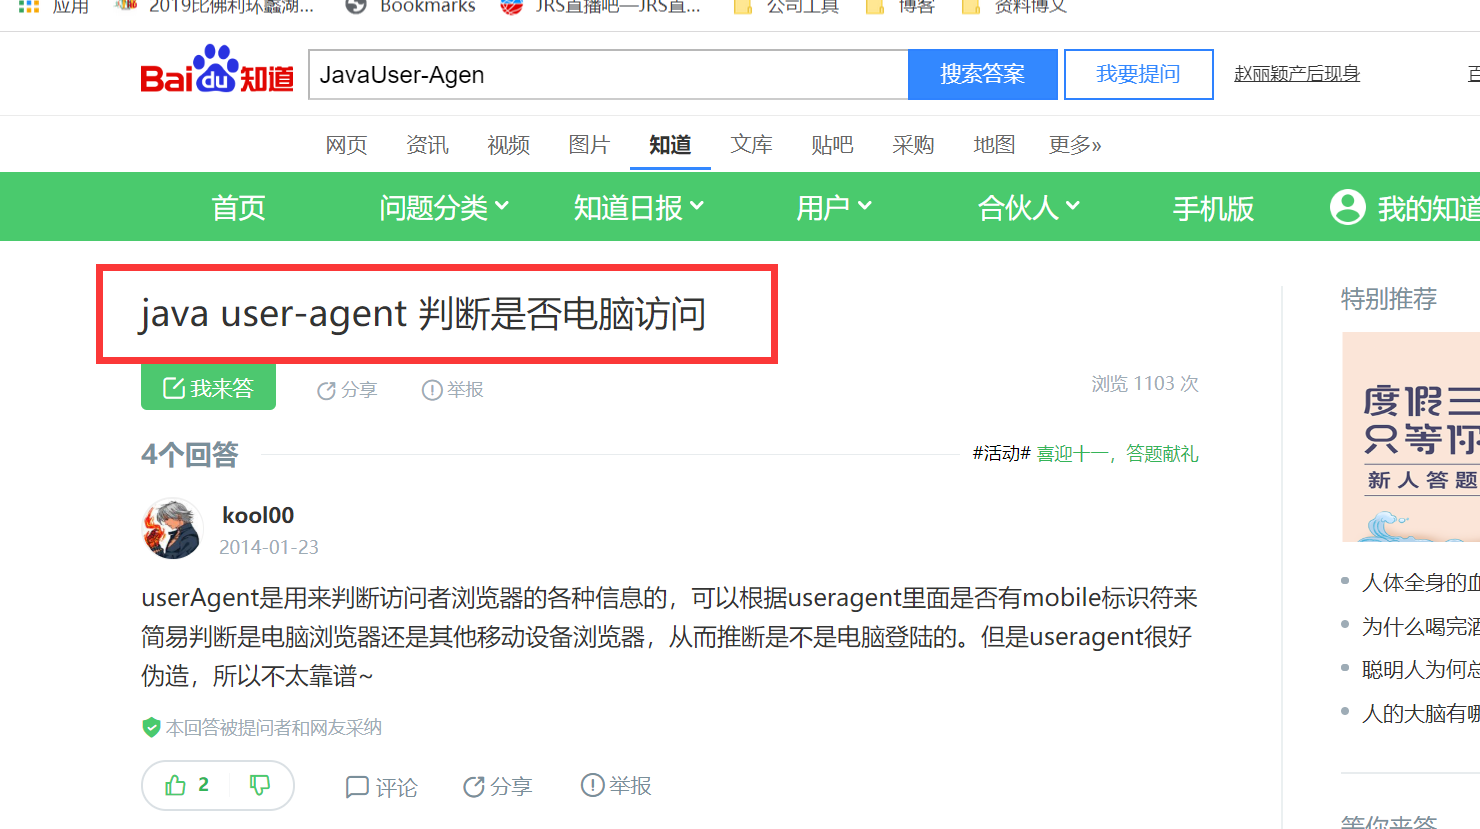 应用
2019比佛利环蠡湖...
Bookmarks
JRS直播吧—JRS直...
公司工具
博客
资料博文
Bai du 知道
JavaUser-Agen
搜索答案
我要提问
赵丽颖产后现身
网页 资讯 视频 图片 知道 文库 贴吧 采购 地图 更多»
首页 问题分类 知道日报 用户 合伙人 手机版 我的知道
java user-agent 判断是否电脑访问
我来答 分享 举报 浏览 1103 次
4个回答
#活动# 喜迎十一，答题献礼
kool00
2014-01-23
userAgent是用来判断访问者浏览器的各种信息的，可以根据useragent里面是否有mobile标识符来
简易判断是电脑浏览器还是其他移动设备浏览器，从而推断是不是电脑登陆的。但是useragent很好
伪造，所以不太靠谱~
本回答被提问者和网友采纳
2 评论 分享 举报
特别推荐
度假三
只等你
新人答题
人体全身的血
为什么喝完酒
聪明人为何总
人的大脑有哪
等你来答